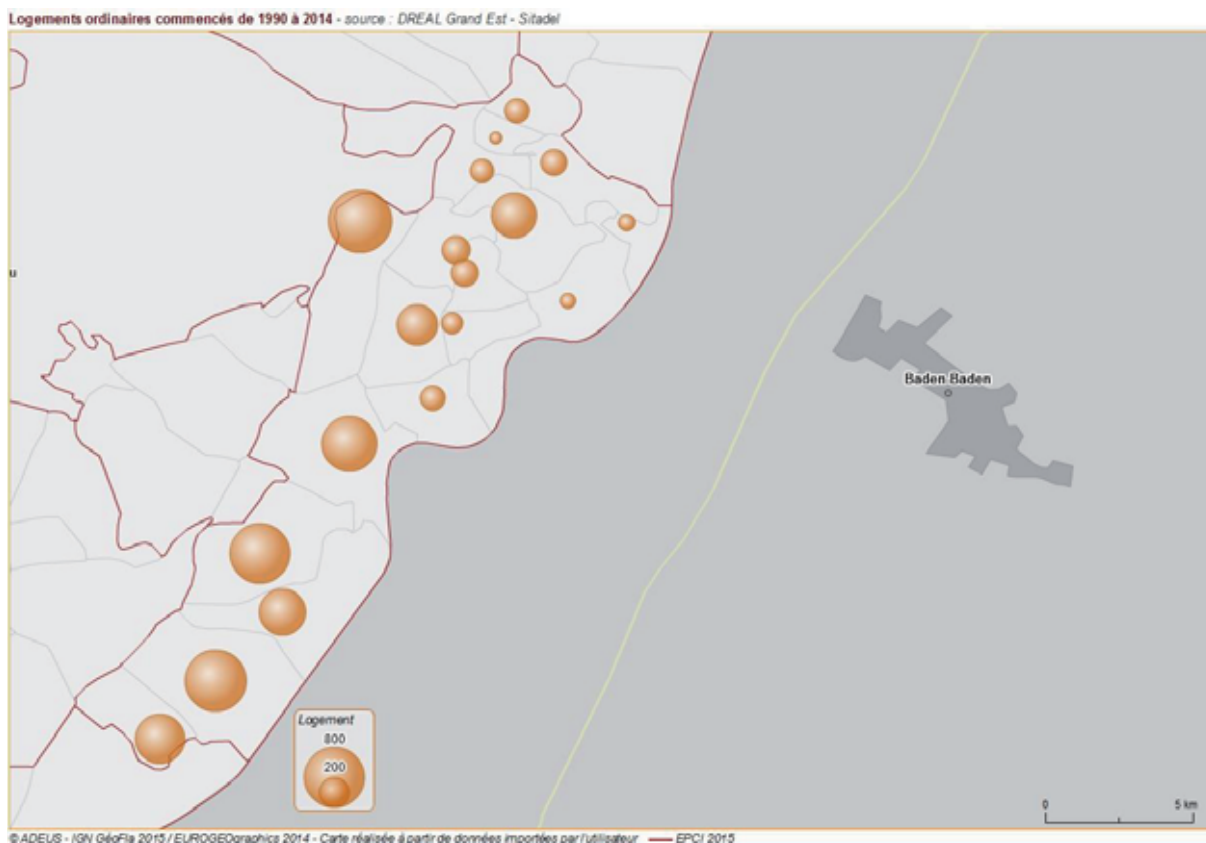 Logements ordinaires commencés de 1990 à 2014 - source : DREAL Grand Est - Sitadel
u
Baden Baden
Logement
800
200
0 5 km
© ADEUS - IGN GéoFla 2015 / EUROGEOgraphics 2014 - Carte réalisée à partir de données importées par l'utilisateur EPCI 2015